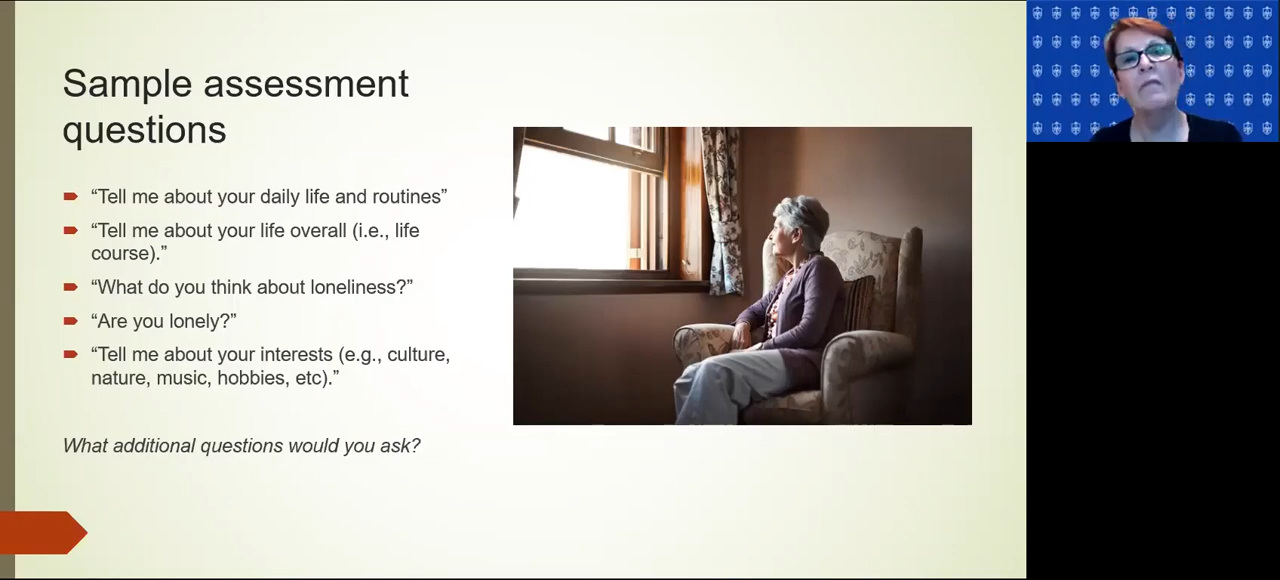 Sample assessment
questions
“Tell me about your daily life and routines”
“Tell me about your life overall (i.e., life
course).”
“What do you think about loneliness?”
“Are you lonely?”
“Tell me about your interests (e.g., culture,
nature, music, hobbies, etc).”
What additional questions would you ask?